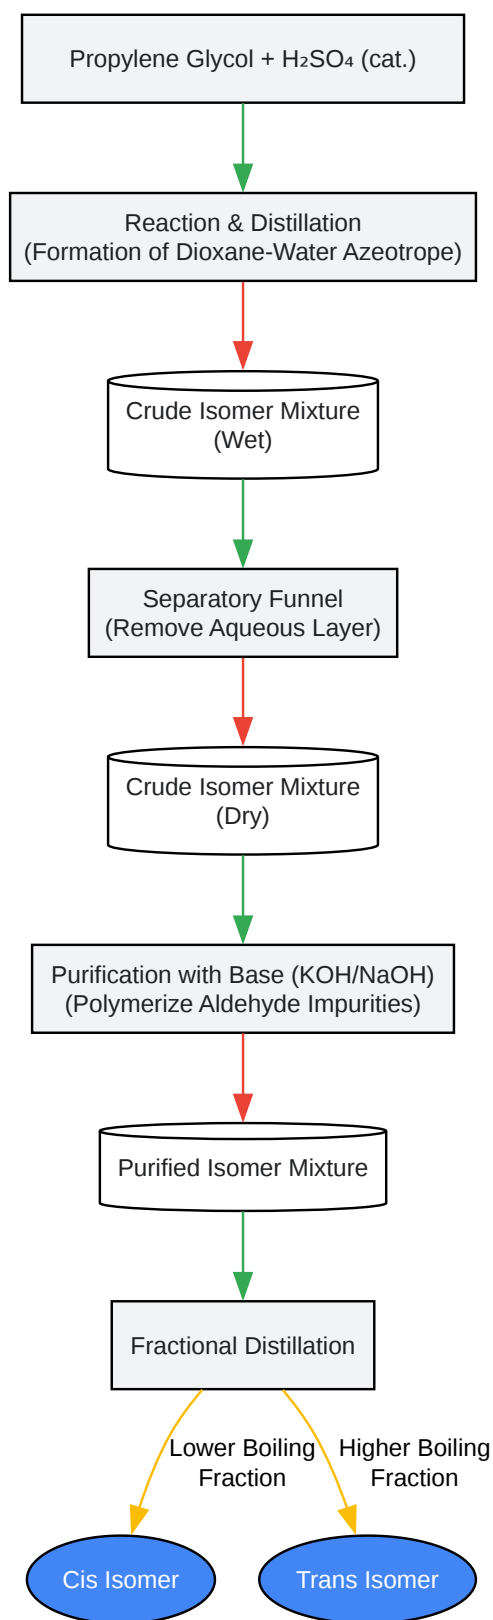 Propylene Glycol + H₂SO₄ (cat.)
Reaction & Distillation
(Formation of Dioxane-Water Azeotrope)
Crude Isomer Mixture
(Wet)
Separatory Funnel
(Remove Aqueous Layer)
Crude Isomer Mixture
(Dry)
Purification with Base (KOH/NaOH)
(Polymerize Aldehyde Impurities)
Purified Isomer Mixture
Fractional Distillation
Lower Boiling
Fraction
Higher Boiling
Fraction
Cis Isomer
Trans Isomer